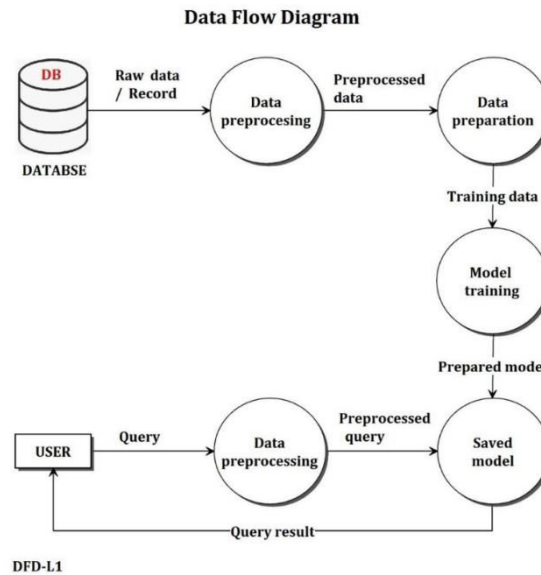 Data Flow Diagram
DB
DATABSE
Raw data
/ Record
Data
preprocesing
Preprocessed
data
Data
preparation
Training data
Model
training
Prepared model
USER
Query
Data
preprocessing
Preprocessed
query
Saved
model
Query result
DFD-L1